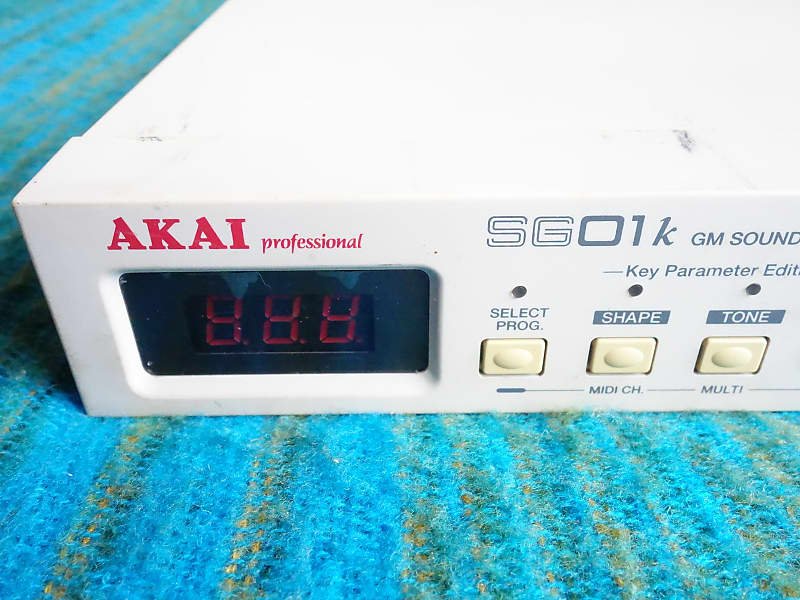 AKAI professional
SG01k GM SOUND
Key Parameter Edit
SELECT PROG.
SHAPE
TONE
MIDI CH.
MULTI